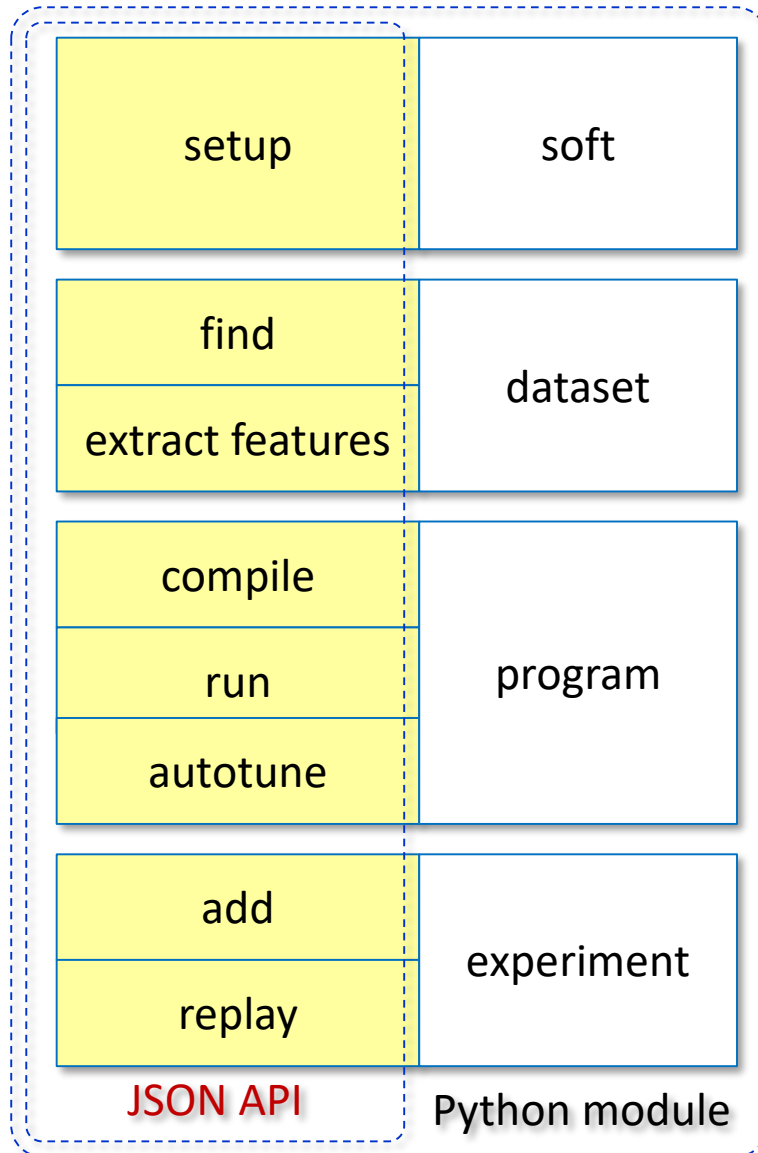 setup
soft
find
extract features
dataset
compile
run
autotune
program
add
replay
experiment
JSON API
Python module